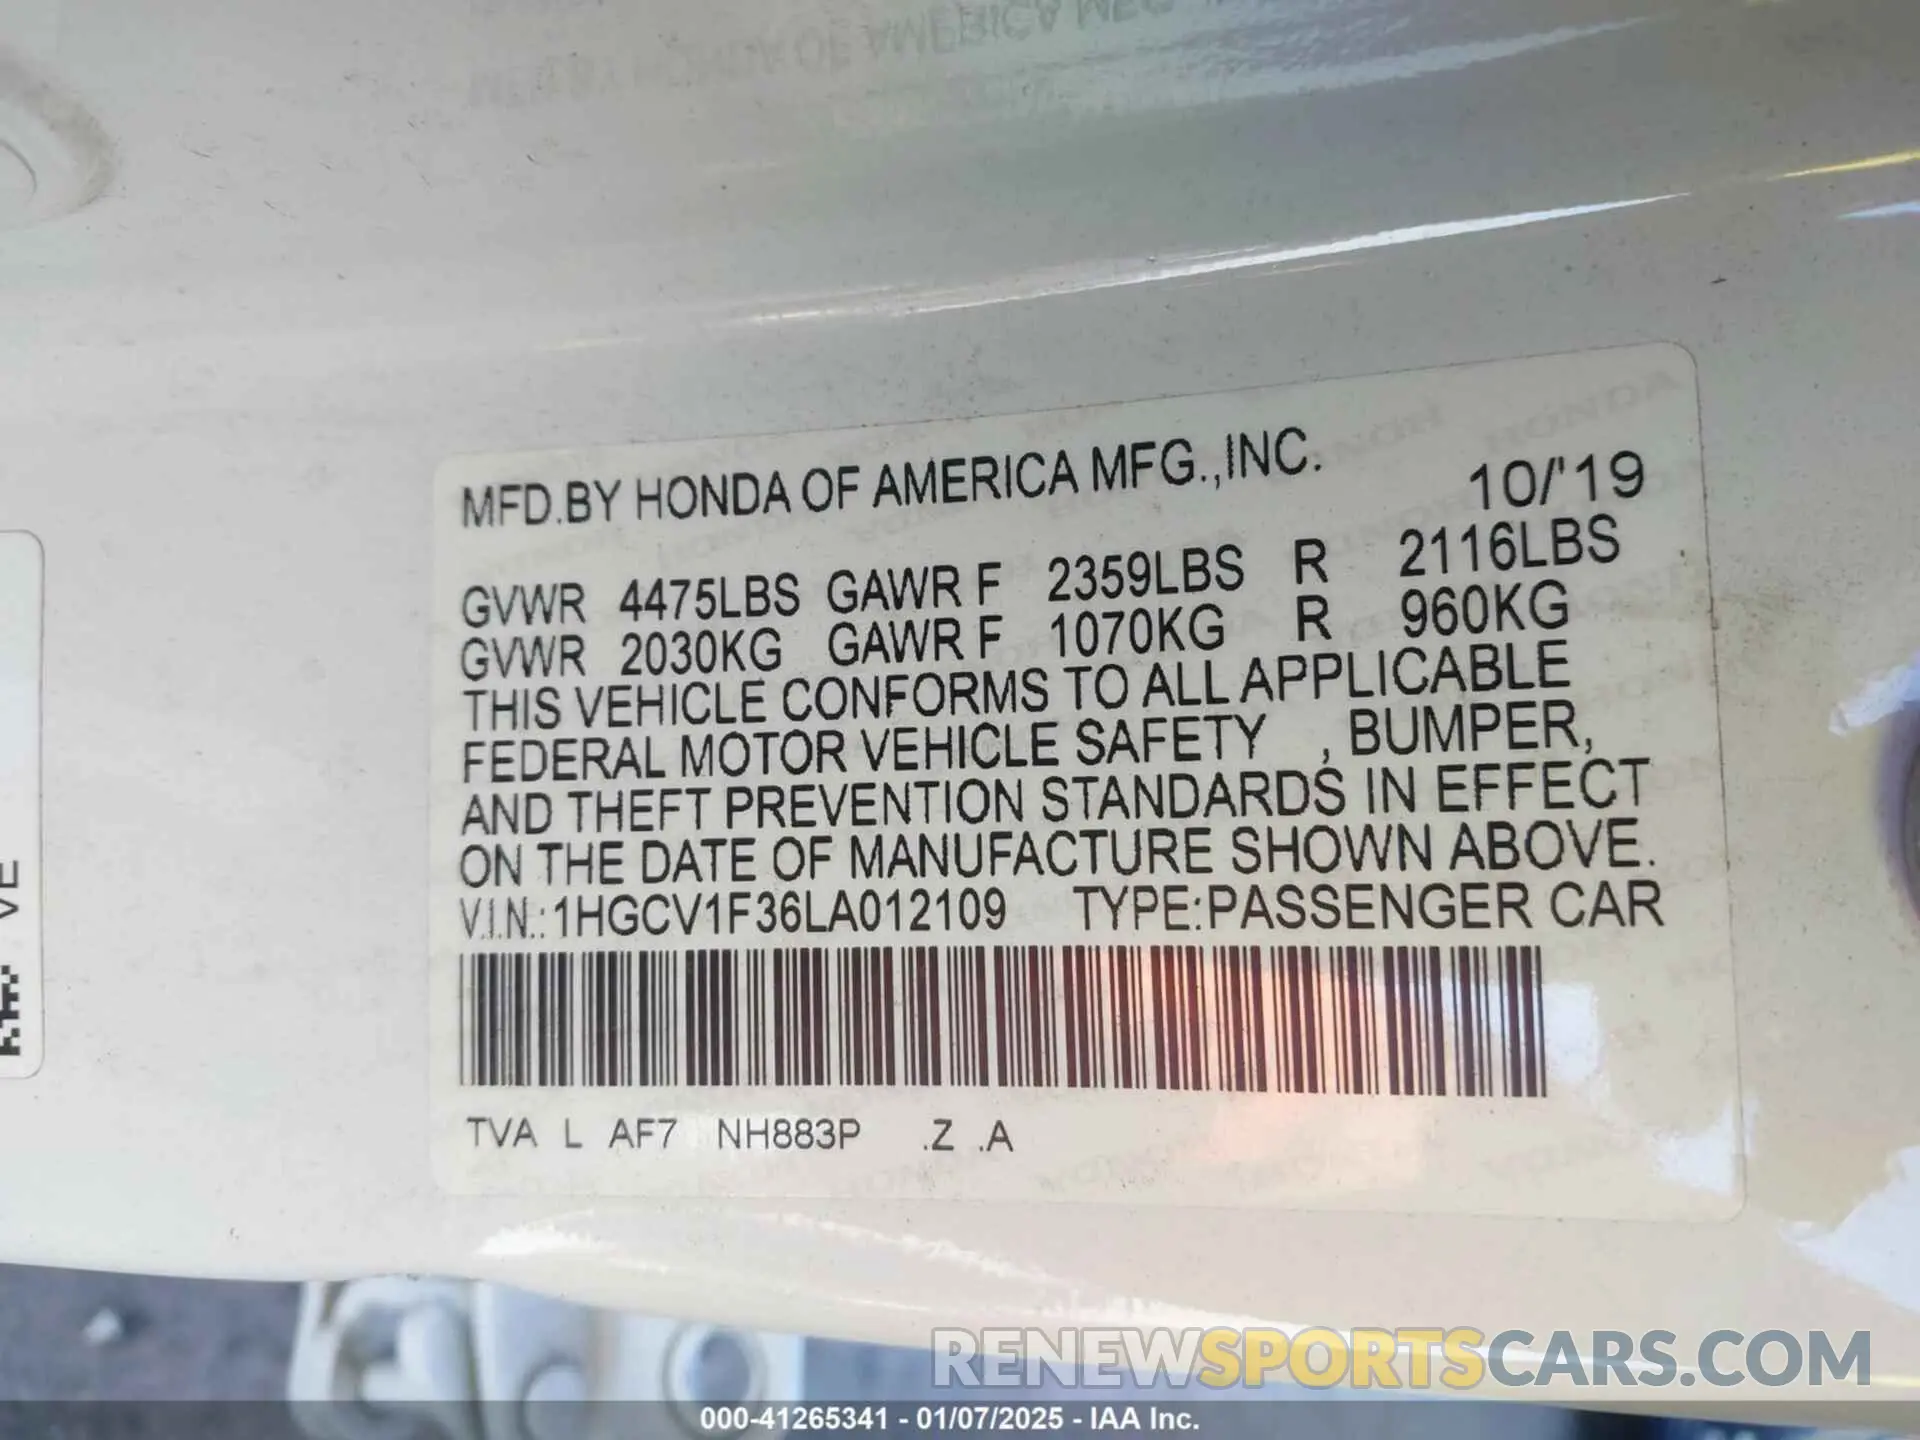 MFD.BY HONDA OF AMERICA MFG.,INC. 10/'19
GVWR 4475LBS GAWR F 2359LBS R 2116LBS
GVWR 2030KG GAWR F 1070KG R 960KG
THIS VEHICLE CONFORMS TO ALL APPLICABLE
FEDERAL MOTOR VEHICLE SAFETY , BUMPER,
AND THEFT PREVENTION STANDARDS IN EFFECT
ON THE DATE OF MANUFACTURE SHOWN ABOVE.
V.I.N.: 1HGCV1F36LA012109 TYPE:PASSENGER CAR
TVA L AF7 NH883P .Z .A
VE
RENEWSPORTSCARS.COM
000-41265341 - 01/07/2025 - IAA Inc.